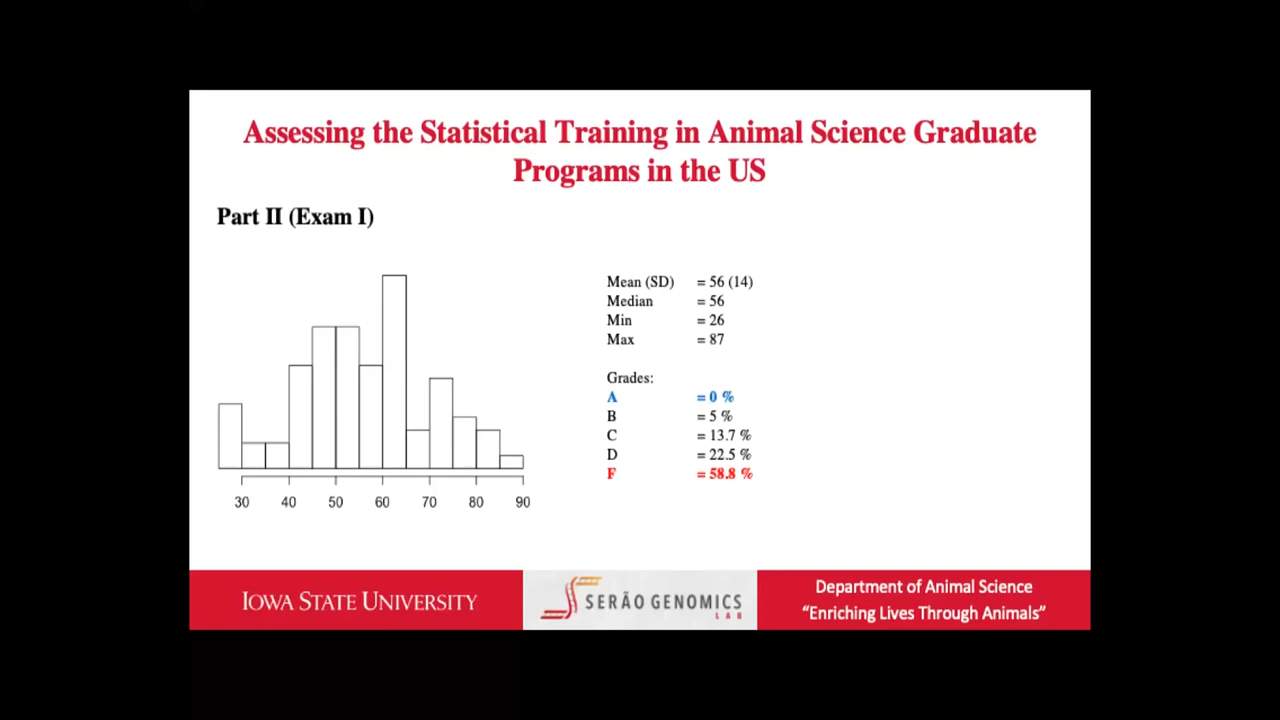 Assessing the Statistical Training in Animal Science Graduate
Programs in the US
Part II (Exam I)
Mean (SD) = 56 (14)
Median = 56
Min = 26
Max = 87
Grades:
A = 0 %
B = 5 %
C = 13.7 %
D = 22.5 %
F = 58.8 %
30 40 50 60 70 80 90
IOWA STATE UNIVERSITY
SERÃO GENOMICS
LAB
Department of Animal Science
“Enriching Lives Through Animals”